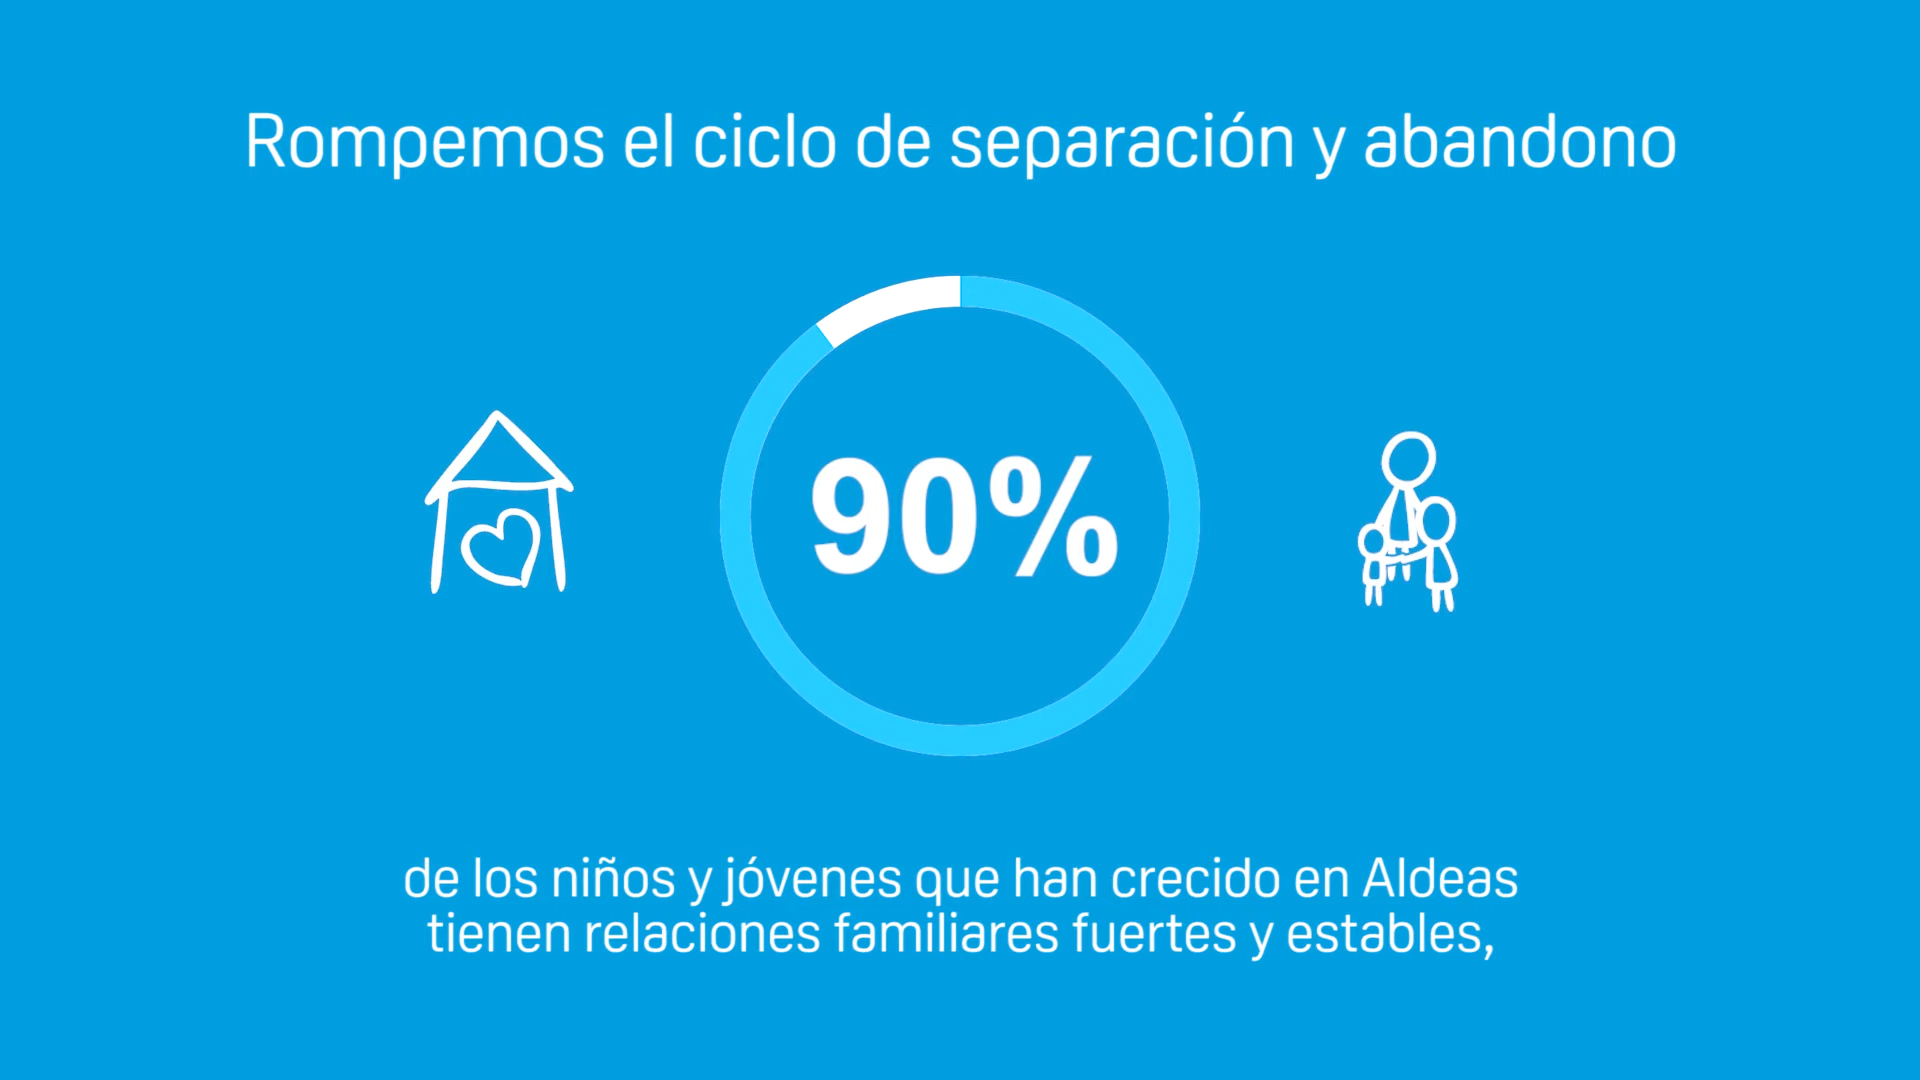 Rompemos el ciclo de separación y abandono
90%
de los niños y jóvenes que han crecido en Aldeas
tienen relaciones familiares fuertes y estables,